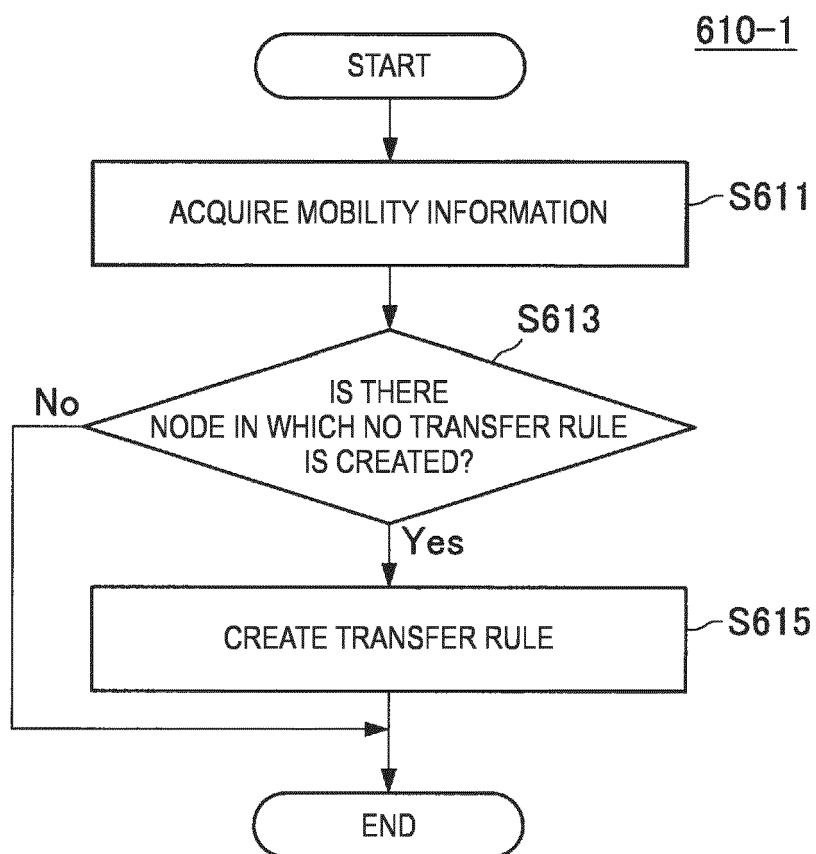 610-1
START
ACQUIRE MOBILITY INFORMATION
S611
S613
IS THERE
NODE IN WHICH NO TRANSFER RULE
IS CREATED?
No
Yes
CREATE TRANSFER RULE
S615
END